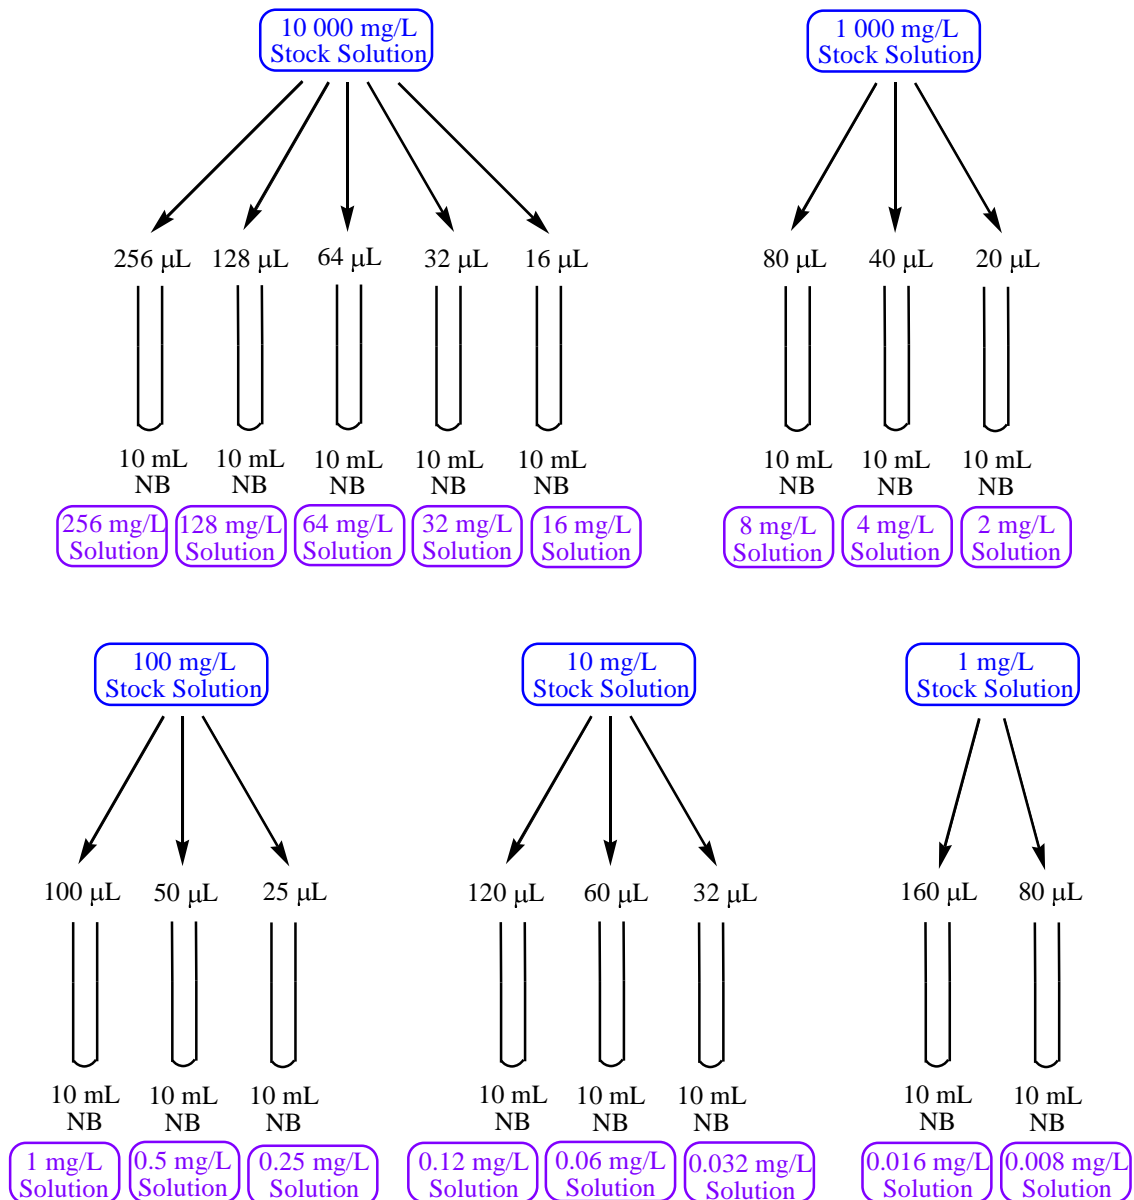 10 000 mg/L
Stock Solution
1 000 mg/L
Stock Solution
256 μL 128 μL 64 μL 32 μL 16 μL
80 μL 40 μL 20 μL
10 mL 10 mL 10 mL 10 mL 10 mL
NB NB NB NB NB
10 mL 10 mL 10 mL
NB NB NB
256 mg/L 128 mg/L 64 mg/L 32 mg/L 16 mg/L
Solution Solution Solution Solution Solution
8 mg/L 4 mg/L 2 mg/L
Solution Solution Solution
100 mg/L
Stock Solution
10 mg/L
Stock Solution
1 mg/L
Stock Solution
100 μL 50 μL 25 μL
120 μL 60 μL 32 μL
160 μL 80 μL
10 mL 10 mL 10 mL
NB NB NB
10 mL 10 mL 10 mL
NB NB NB
10 mL 10 mL
NB NB
1 mg/L 0.5 mg/L 0.25 mg/L
Solution Solution Solution
0.12 mg/L 0.06 mg/L 0.032 mg/L
Solution Solution Solution
0.016 mg/L 0.008 mg/L
Solution Solution